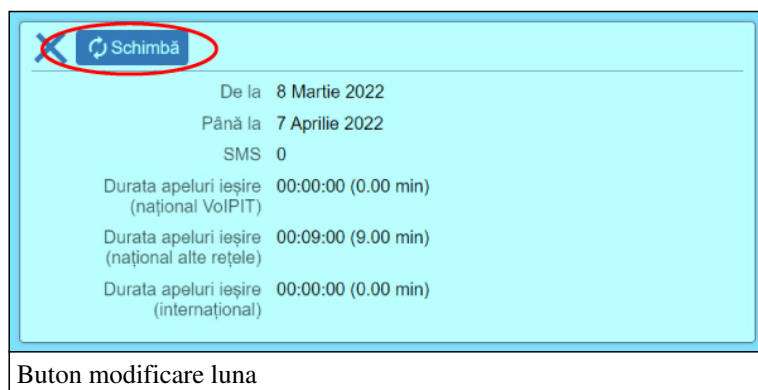 Schimbă
De la 8 Martie 2022
Până la 7 Aprilie 2022
SMS 0
Durata apeluri ieșire 00:00:00 (0.00 min)
(național VoIPIT)
Durata apeluri ieșire 00:09:00 (9.00 min)
(național alte rețele)
Durata apeluri ieșire 00:00:00 (0.00 min)
(internațional)
Buton modificare luna